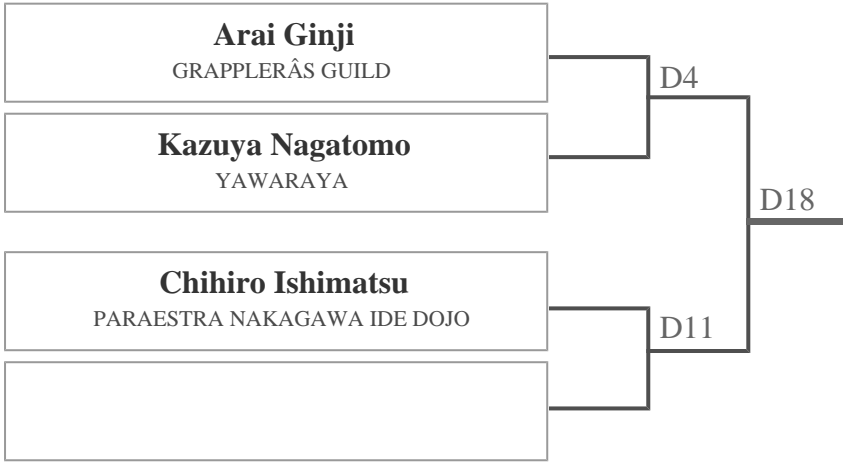 Arai Ginji
GRAPPLERÂS GUILD
D4
Kazuya Nagatomo
YAWARAYA
D18
Chihiro Ishimatsu
PARAESTRA NAKAGAWA IDE DOJO
D11